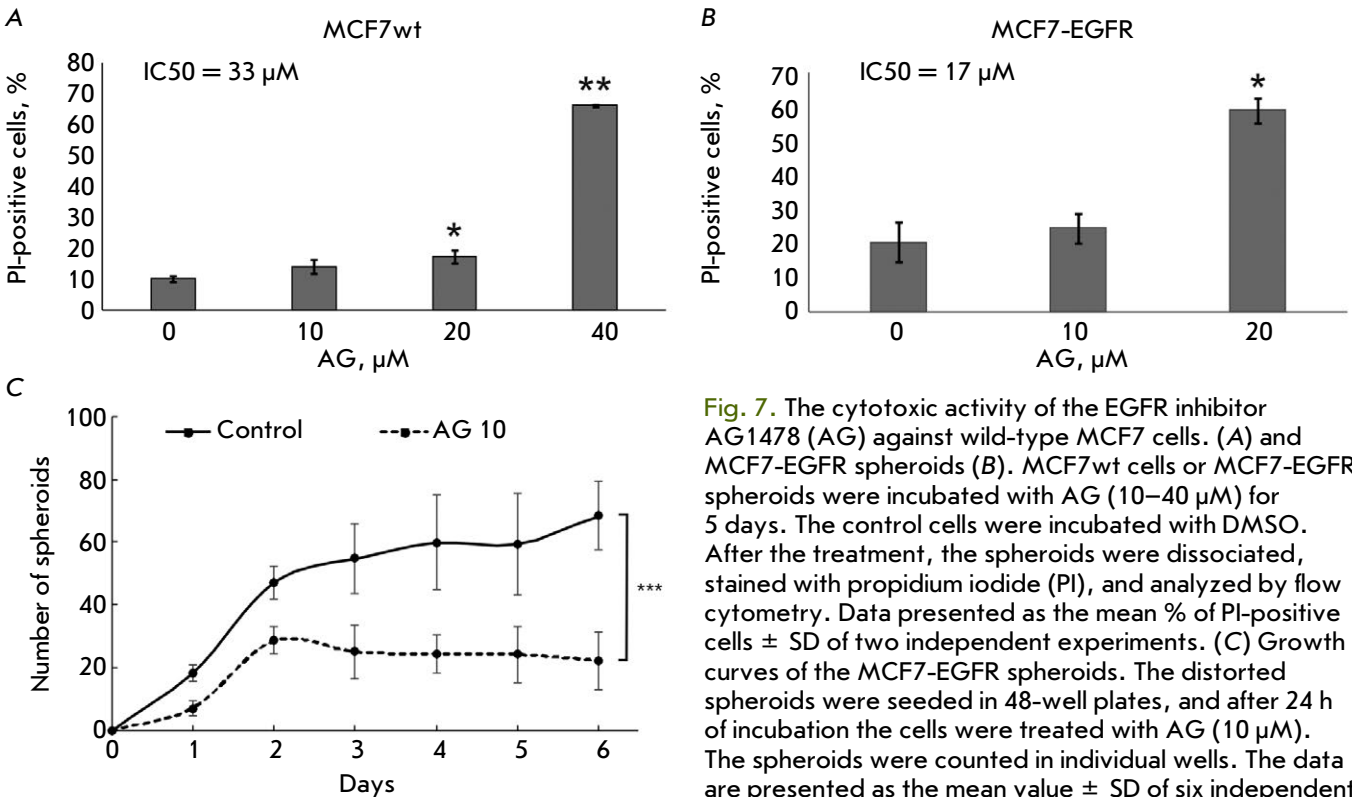 A
MCF7wt
IC50 = 33 µM
PI-positive cells, %
80
70
60
50
40
30
20
10
0
*
**
0 10 20 40
AG, µM
B
MCF7-EGFR
IC50 = 17 µM
PI-positive cells, %
70
60
50
40
30
20
10
0
*
0 10 20
AG, µM
C
Control AG 10
Number of spheroids
100
80
60
40
20
0
***
0 1 2 3 4 5 6
Days
Fig. 7. The cytotoxic activity of the EGFR inhibitor
AG1478 (AG) against wild-type MCF7 cells. (A) and
MCF7-EGFR spheroids (B). MCF7wt cells or MCF7-EGFR
spheroids were incubated with AG (10–40 µM) for
5 days. The control cells were incubated with DMSO.
After the treatment, the spheroids were dissociated,
stained with propidium iodide (PI), and analyzed by flow
cytometry. Data presented as the mean % of PI-positive
cells ± SD of two independent experiments. (C) Growth
curves of the MCF7-EGFR spheroids. The distorted
spheroids were seeded in 48-well plates, and after 24 h
of incubation the cells were treated with AG (10 µM).
The spheroids were counted in individual wells. The data
are presented as the mean value ± SD of six independent